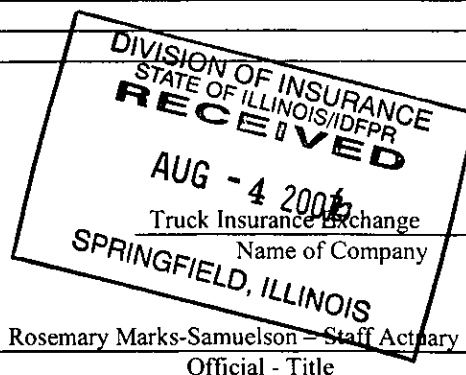 DIVISION OF INSURANCE
STATE OF ILLINOIS/IDFPR
RECEIVED
AUG - 4
Truck Insurance Exchange
Name of Company
SPRINGFIELD, ILLINOIS
Rosemary Marks-Samuelson – Staff Actuary
Official - Title